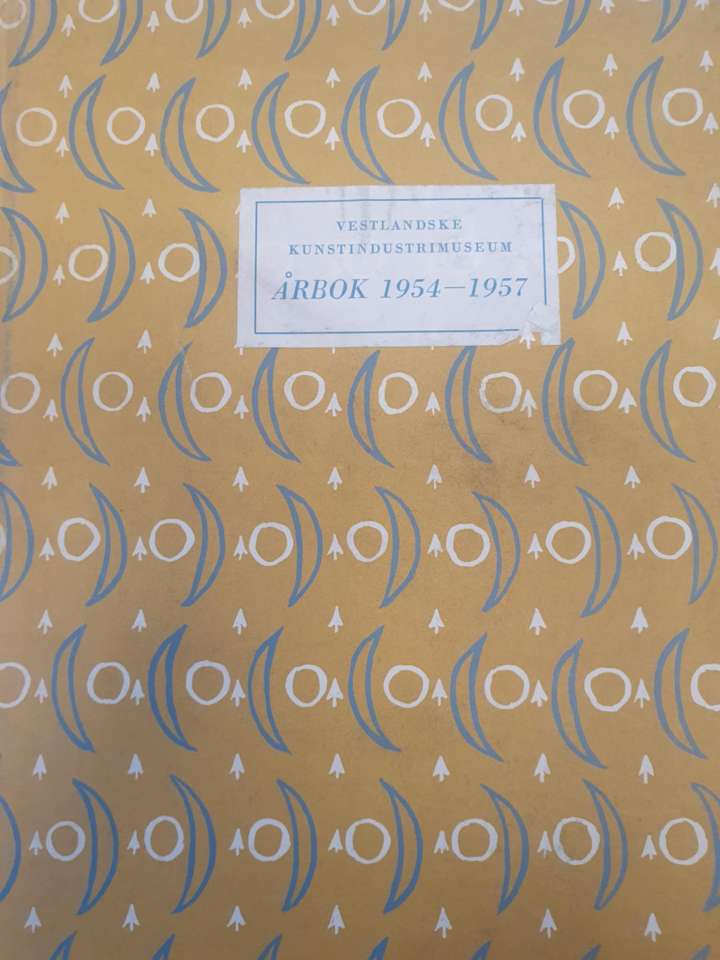 VESTLANDSKE
KUNSTINDUSTRIMUSEUM
ÅRBOK 1954—1957